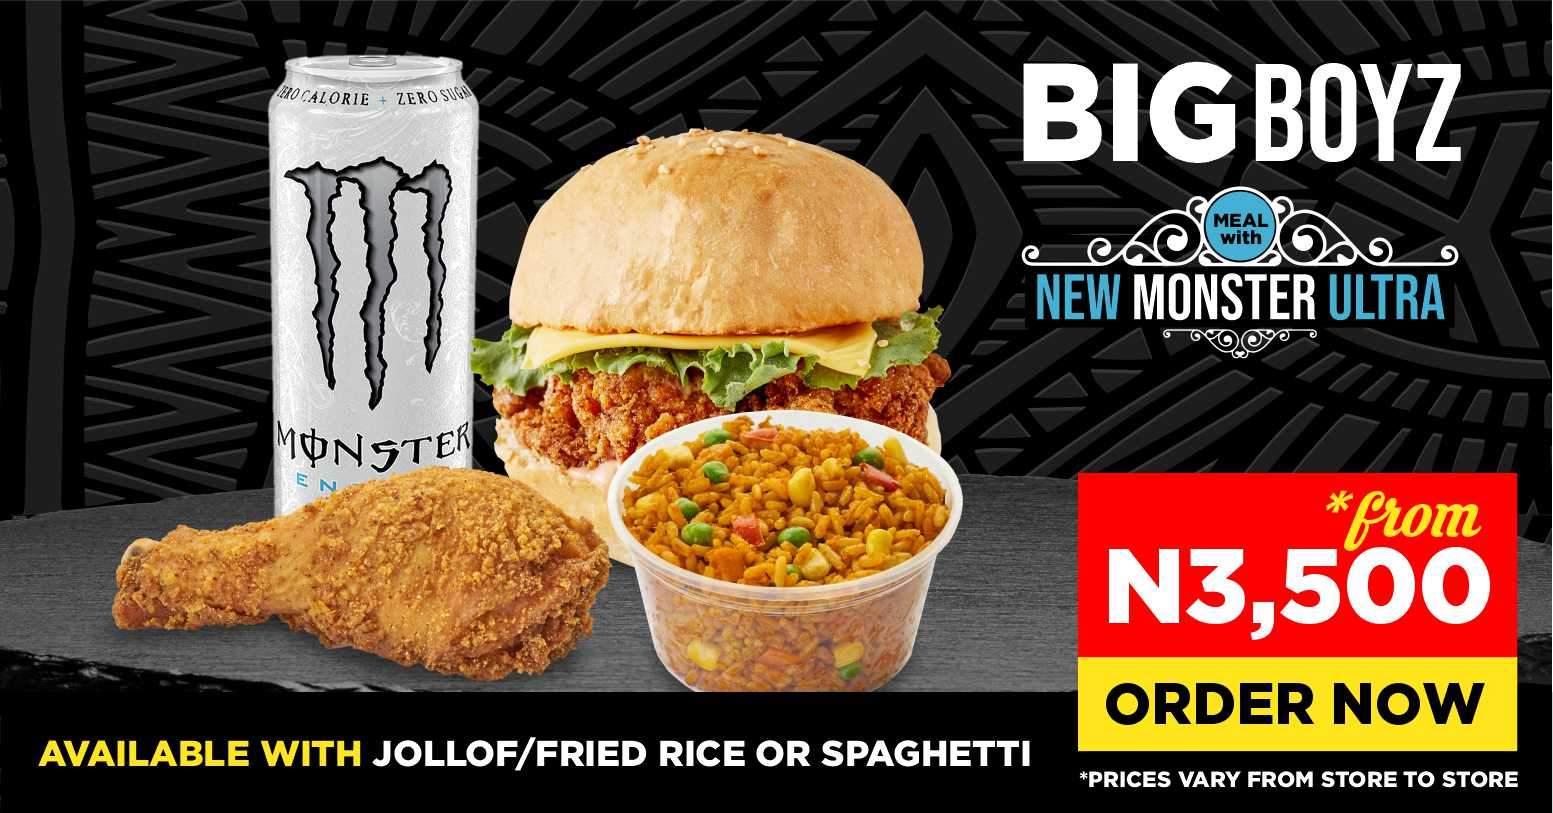 ZERO CALORIE + ZERO SUGAR
MONSTER
BIG BOYZ
MEAL
with
NEW MONSTER ULTRA
*from
N3,500
ORDER NOW
AVAILABLE WITH JOLLOF/FRIED RICE OR SPAGHETTI
*PRICES VARY FROM STORE TO STORE